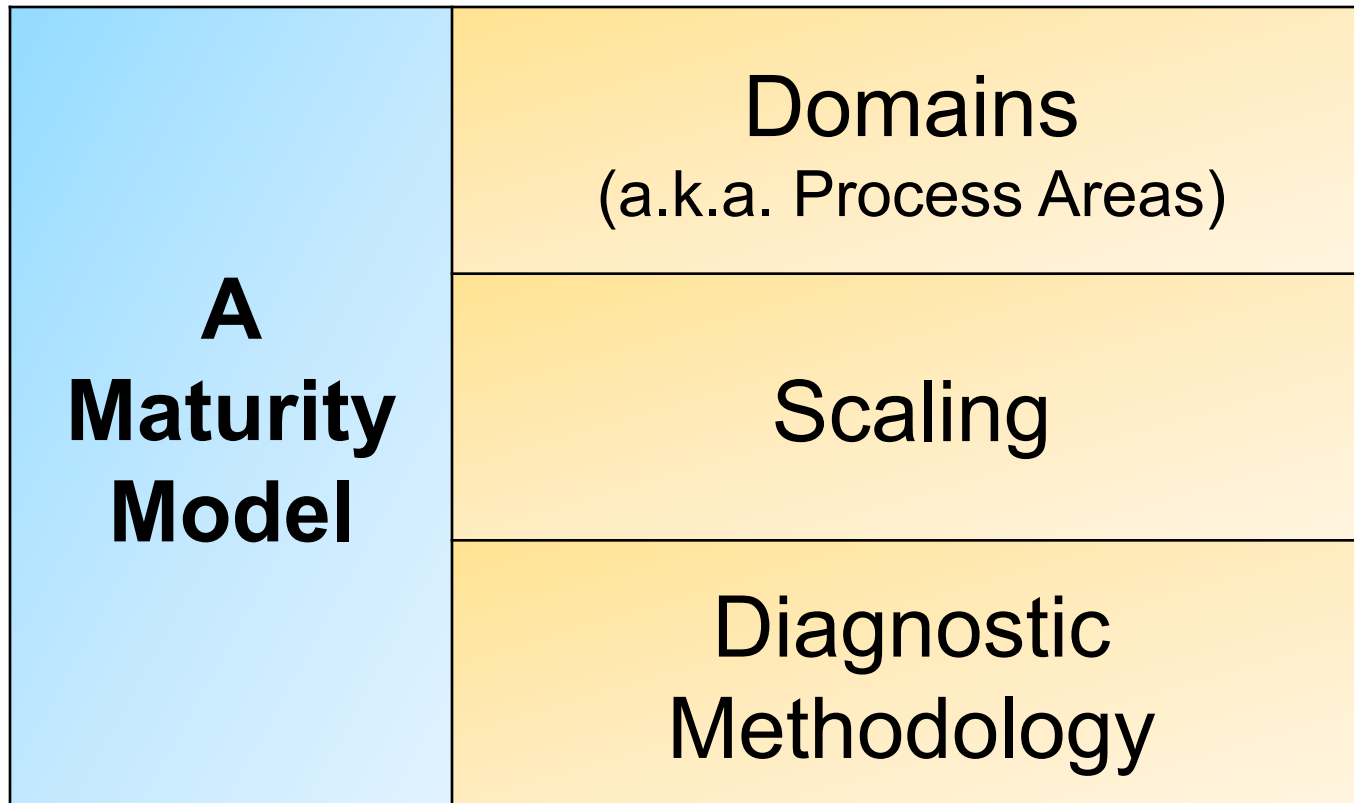 A
Maturity
Model
Domains
(a.k.a. Process Areas)
Scaling
Diagnostic
Methodology